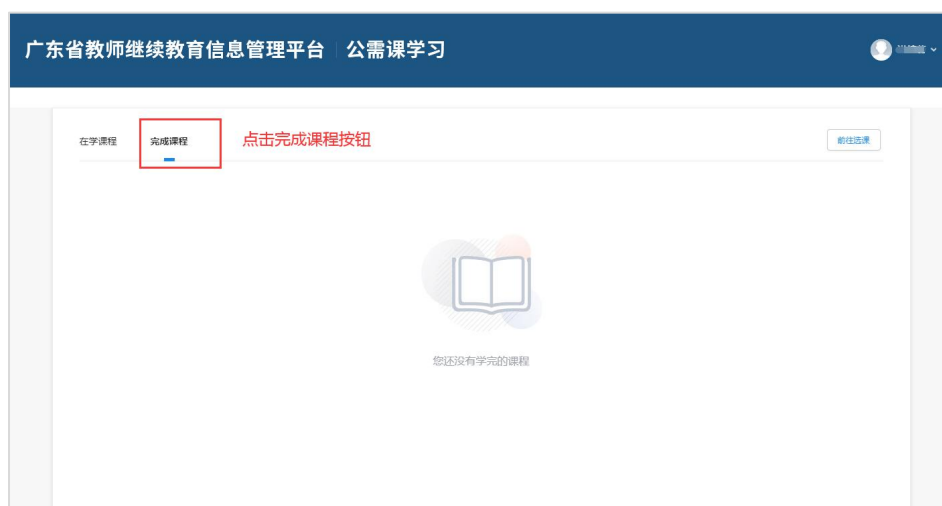 广东省教师继续教育信息管理平台 公需课学习
在学课程 完成课程 点击完成课程按钮 前往选课
您还没有学完的课程